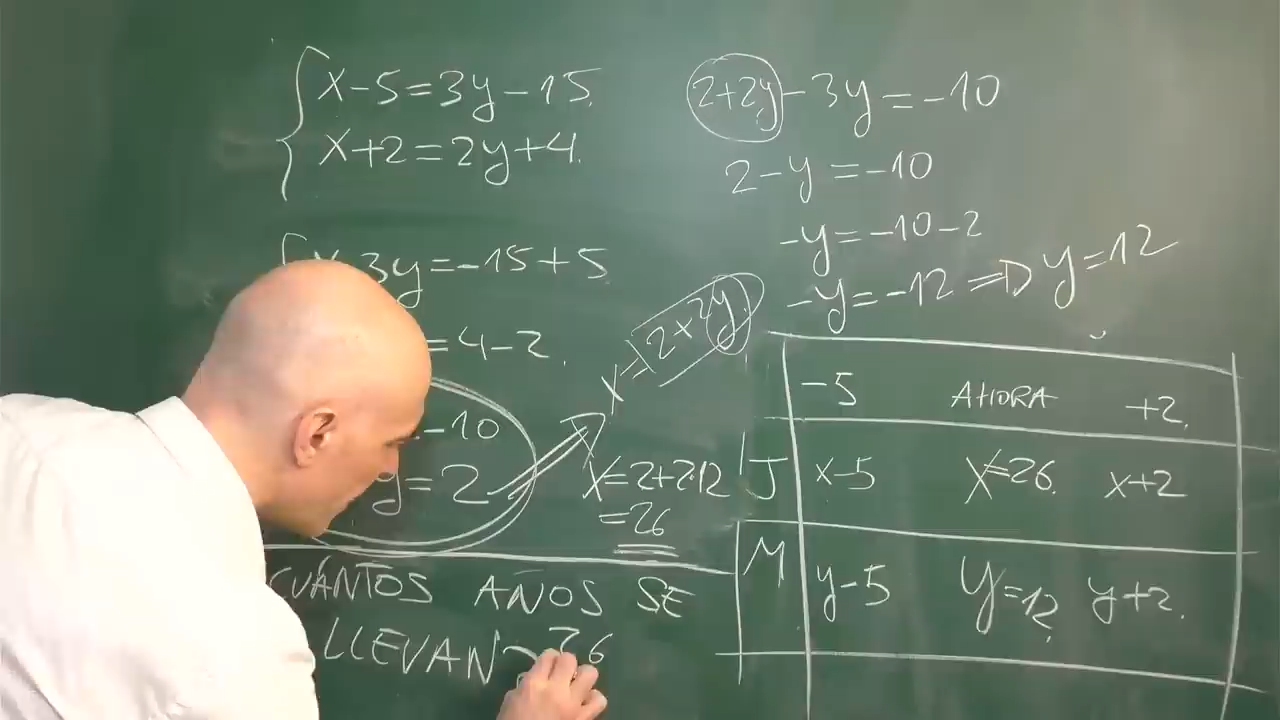 x-5=3y-15
x+2=2y+4
3y=-15+5
=4-2
-10
y=2
2+2y-3y=-10
2-y=-10
-y=-10-2
-y=-12 ⇒ y=12
x=2+2y
x=2+2·12
=26
-5 AHORA +2
J x-5 x=26 x+2
M y-5 y=12 y+2
CUÁNTOS AÑOS SE
LLEVAN
26